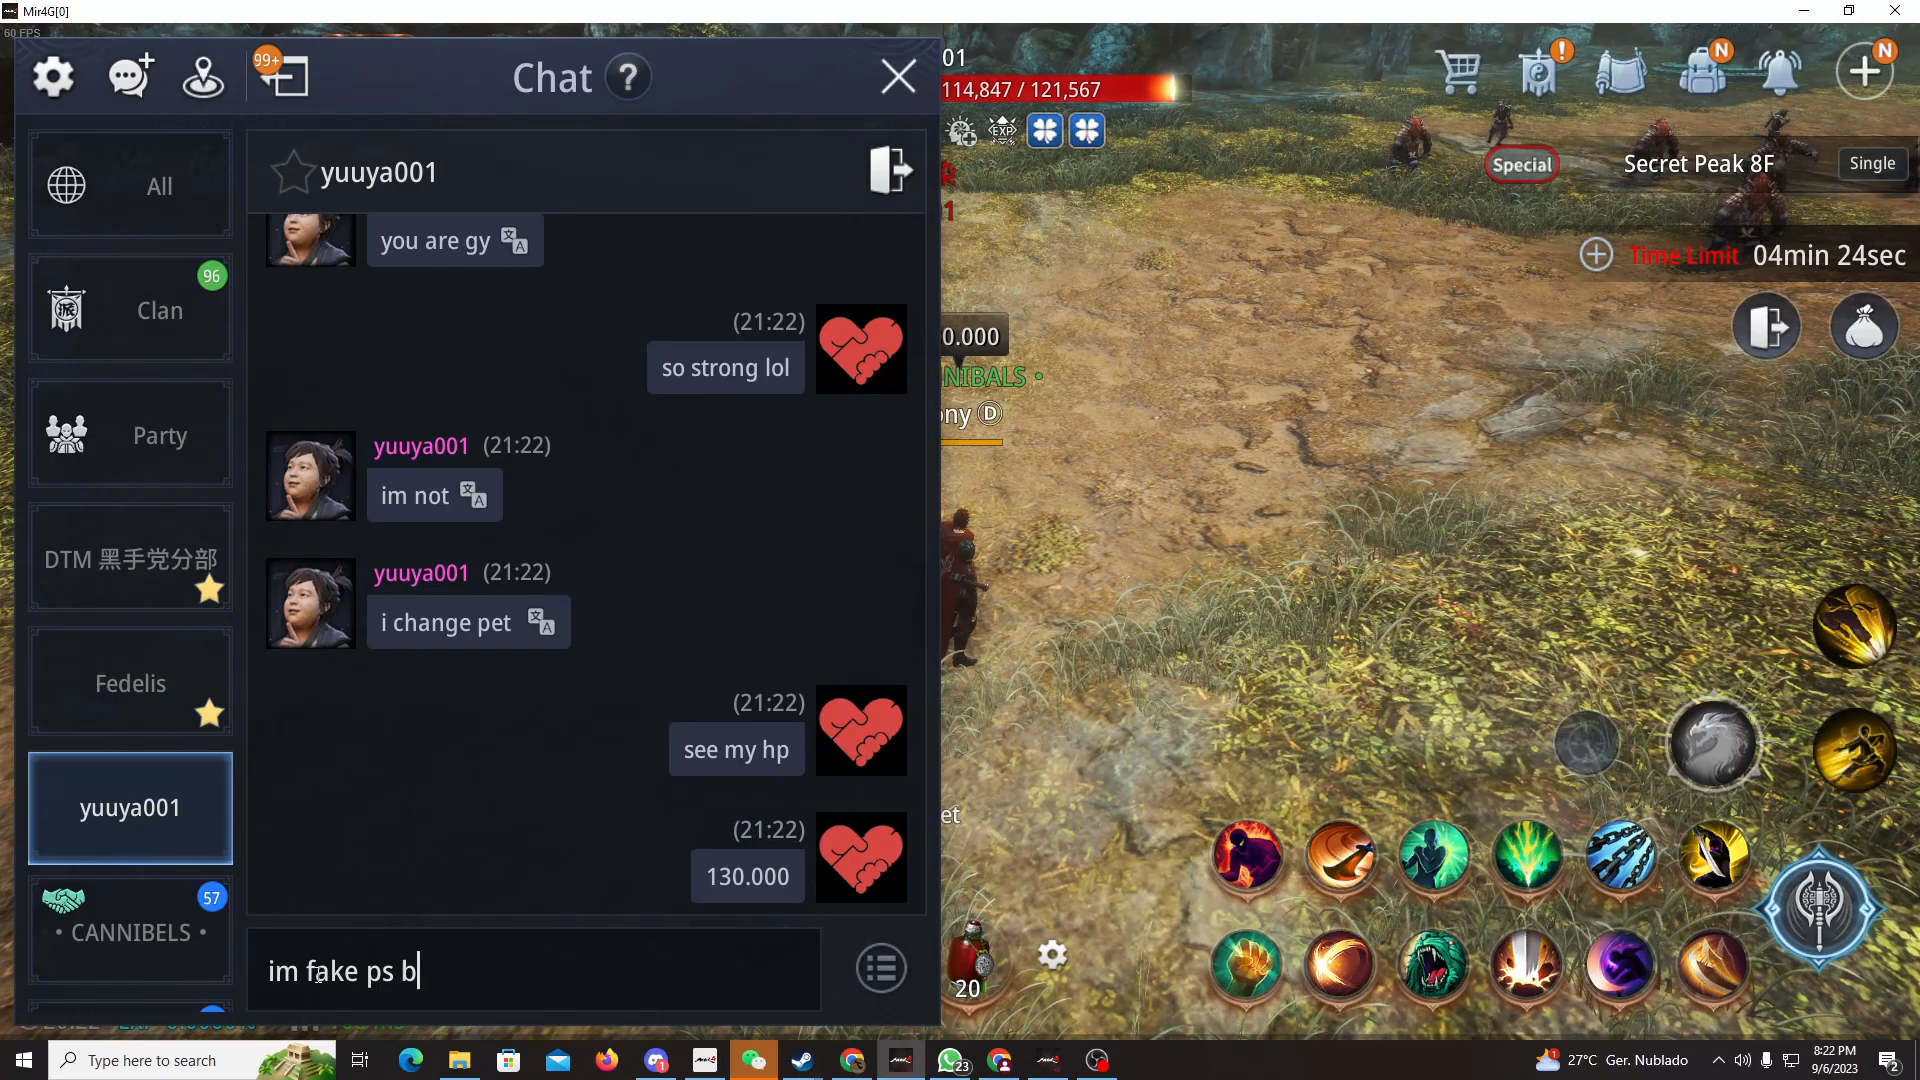 Mir4G[0]
60 FPS
99+
Chat ?
01
114,847 / 121,567
EXP
N
N
Special
Secret Peak 8F
Single
Time Limit 04min 24sec
All
Clan
96
Party
DTM 黑手党分部
Fedelis
yuuya001
57
• CANNIBELS •
yuuya001
you are gy
(21:22)
so strong lol
yuuya001 (21:22)
im not
yuuya001 (21:22)
i change pet
(21:22)
see my hp
(21:22)
130.000
im fake ps b
0.000
NIBALS •
ony D
et
20
Type here to search
1
23
27°C Ger. Nublado
8:22 PM
9/6/2023
2